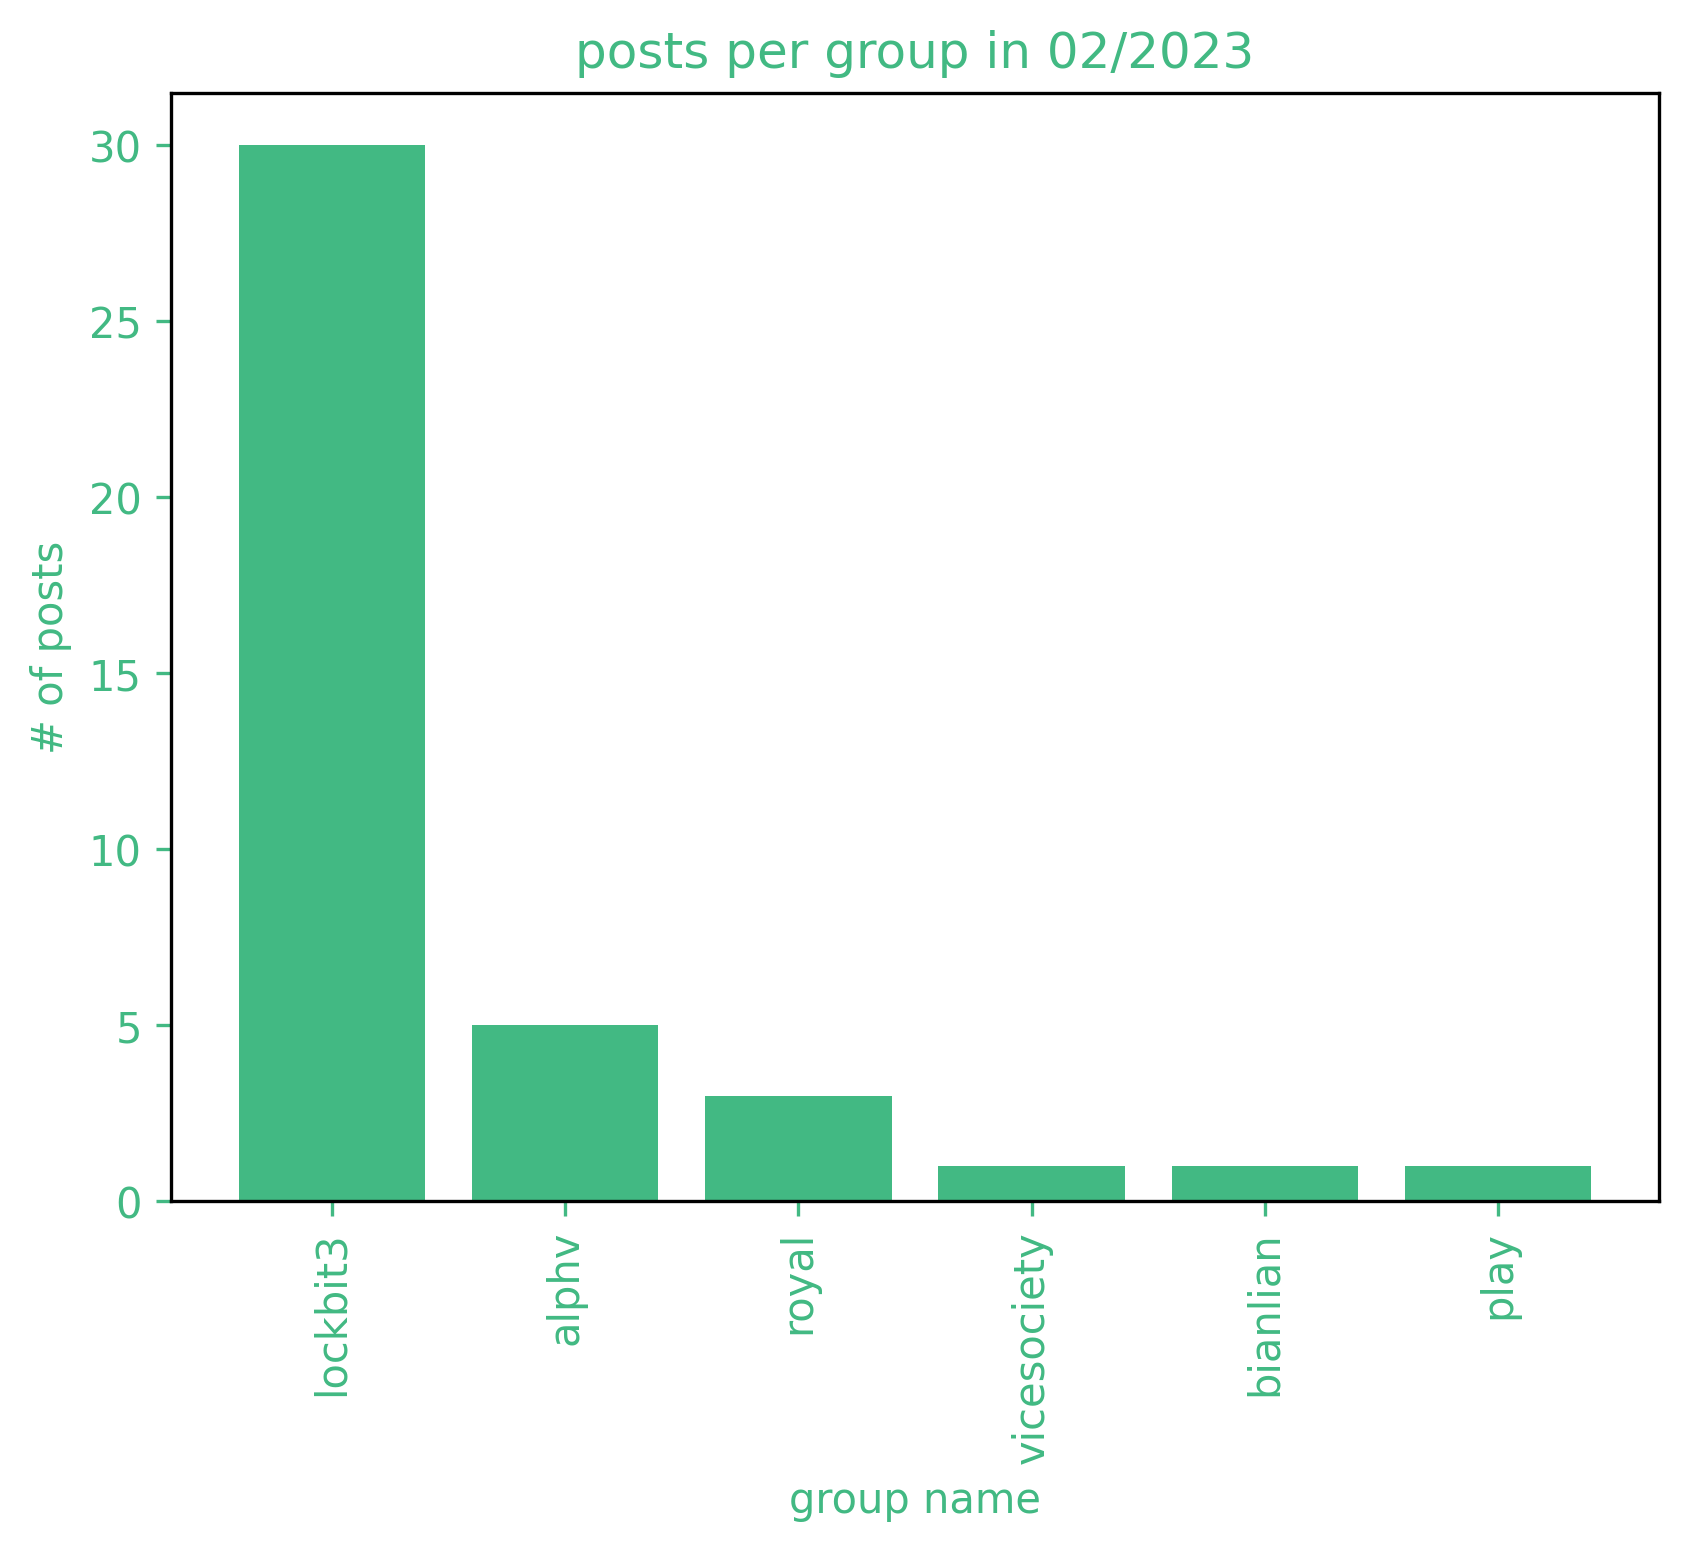 posts per group in 02/2023
30
25
20
15
10
5
0
# of posts
lockbit3
alphv
royal
vicesociety
bianlian
play
group name